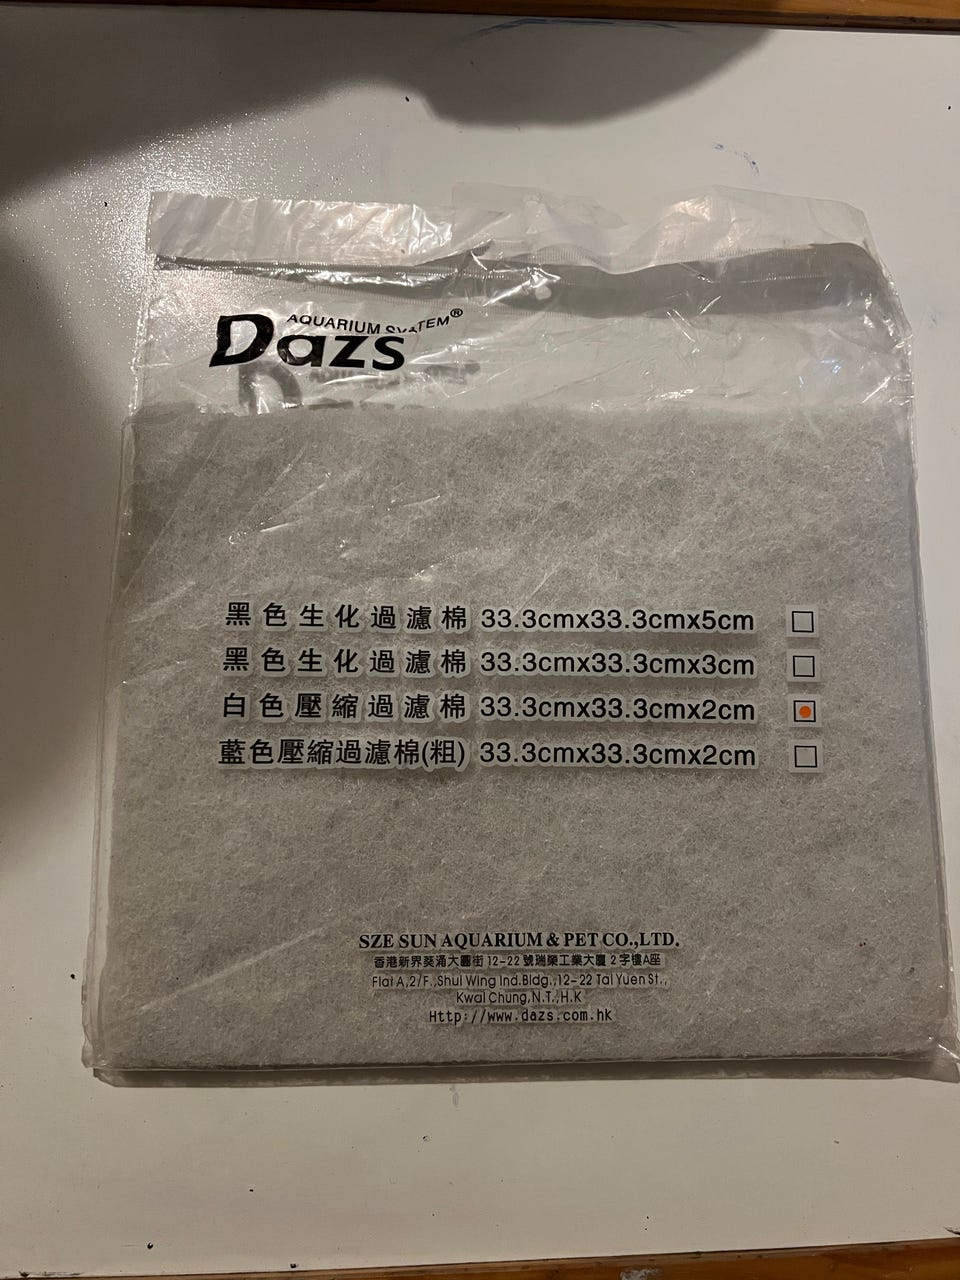 AQUARIUM SYSTEM®
Dazs
黑色生化過濾棉 33.3cmx33.3cmx5cm
黑色生化過濾棉 33.3cmx33.3cmx3cm
白色壓縮過濾棉 33.3cmx33.3cmx2cm
藍色壓縮過濾棉(粗) 33.3cmx33.3cmx2cm
SZE SUN AQUARIUM & PET CO.,LTD.
香港新界葵涌大圓街12-22號瑞榮工業大廈2字樓A座
Flat A,2/F.,Shui Wing Ind.Bldg.,12-22 Tai Yuen St.,
Kwai Chung,N.T.,H.K
Http://www.dazs.com.hk